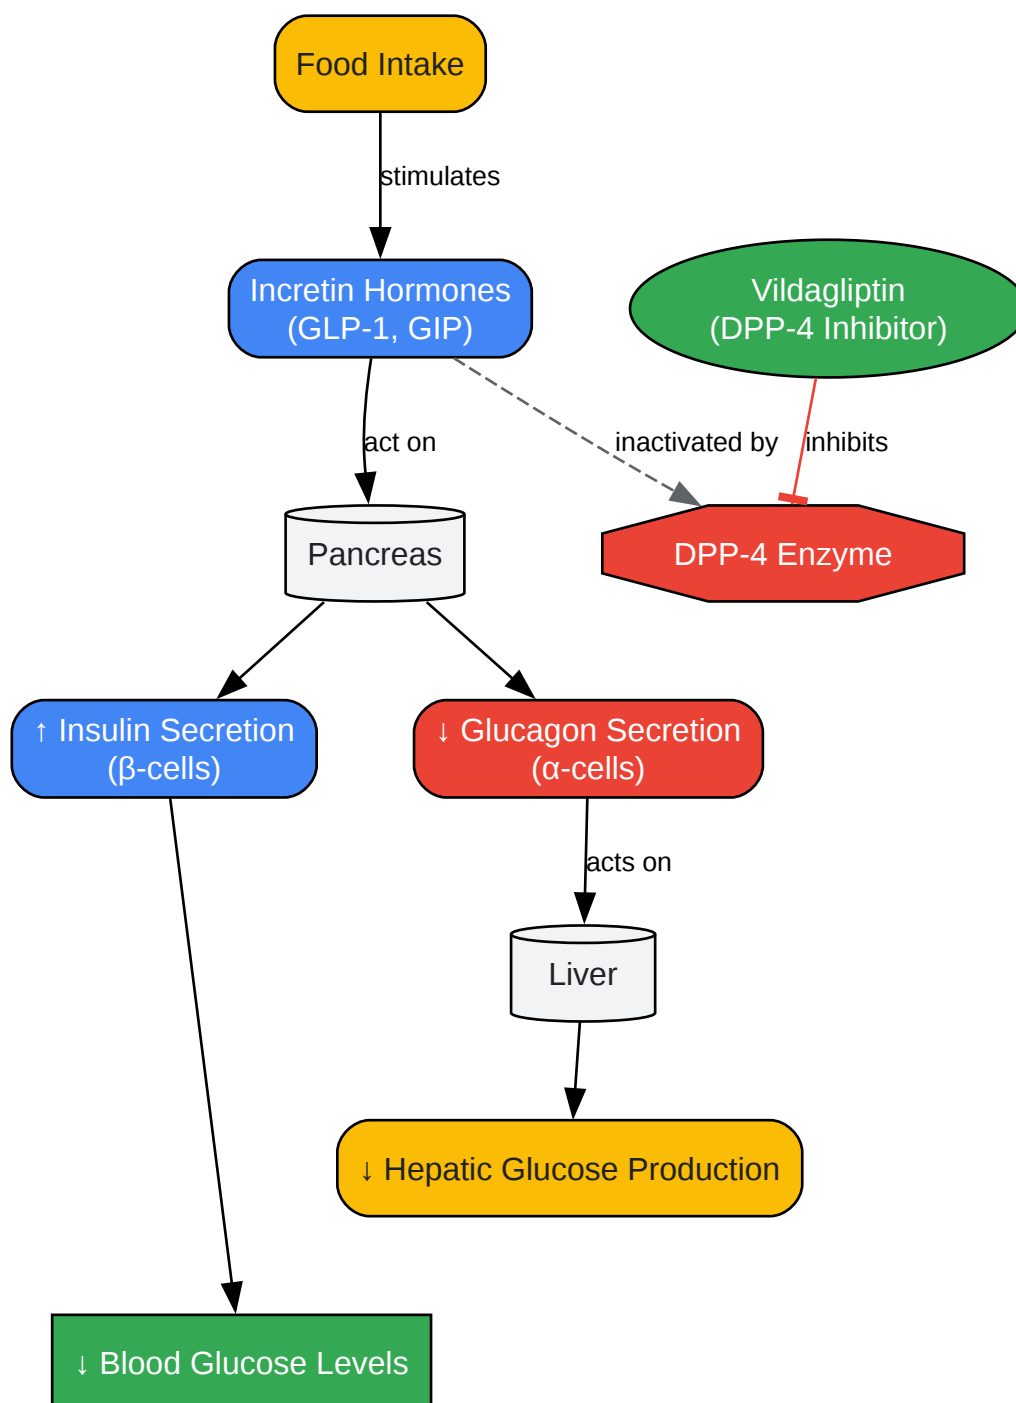 Food Intake
stimulates
Incretin Hormones
(GLP-1, GIP)
Vildagliptin
(DPP-4 Inhibitor)
act on
inactivated by
inhibits
Pancreas
DPP-4 Enzyme
↑ Insulin Secretion
(β-cells)
↓ Glucagon Secretion
(α-cells)
acts on
Liver
↓ Hepatic Glucose Production
↓ Blood Glucose Levels